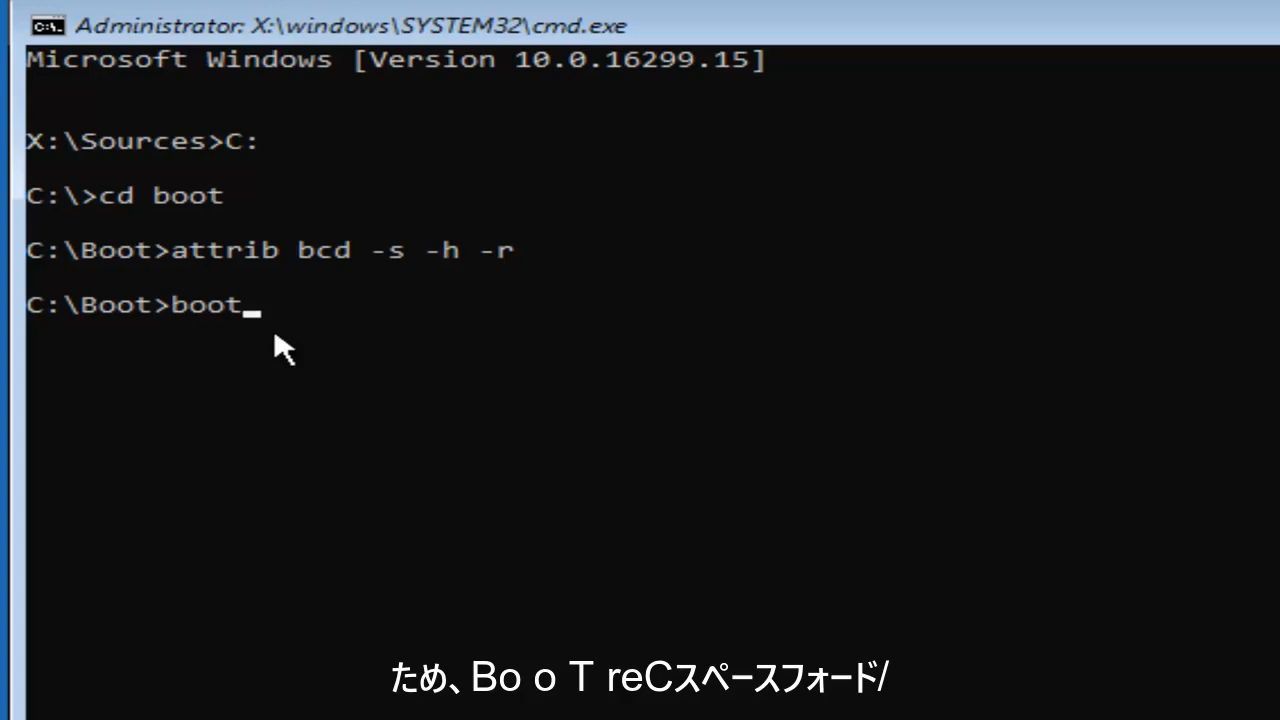 Administrator: X:\windows\SYSTEM32\cmd.exe
Microsoft Windows [Version 10.0.16299.15]
X:\Sources>C:
C:\>cd boot
C:\Boot>attrib bcd -s -h -r
C:\Boot>boot_
ため、Bo o T reCスペースフォード/